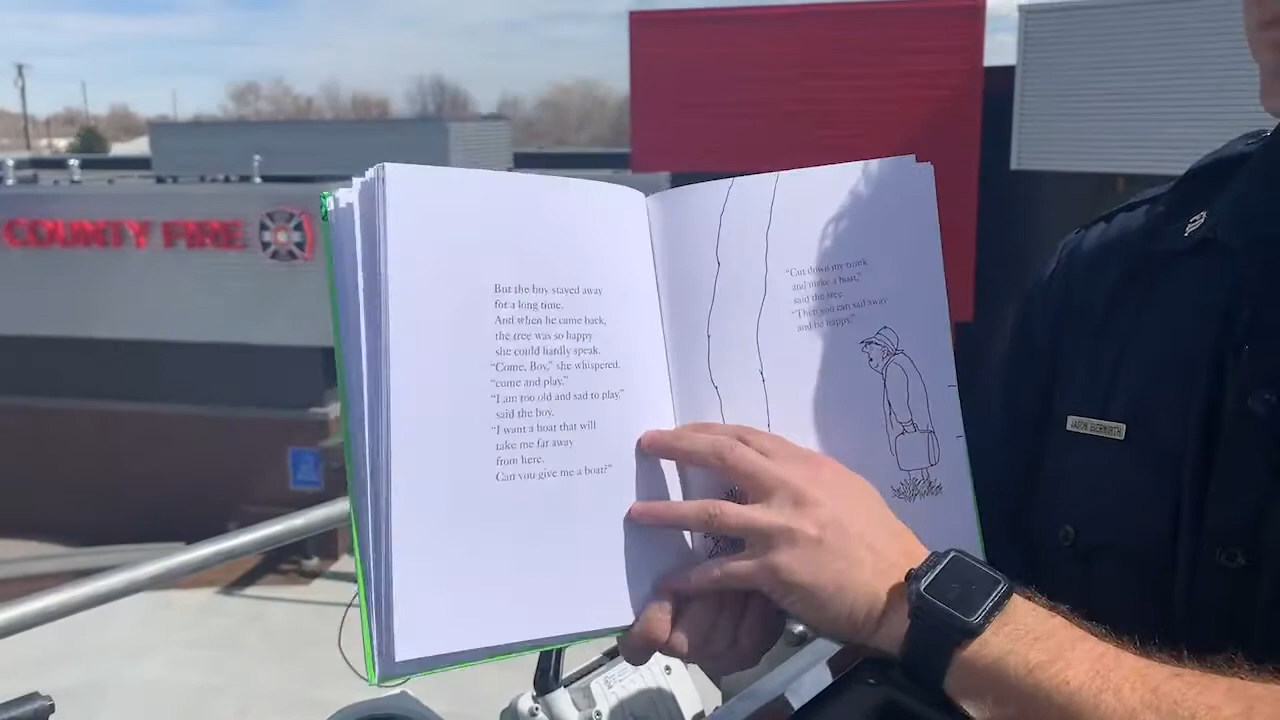 COUNTY FIRE
But the boy stayed away
for a long time.
And when he came back,
the tree was so happy
she could hardly speak.
"Come, Boy," she whispered,
"come and play."
"I am too old and sad to play,"
said the boy.
"I want a boat that will
take me far away
from here.
Can you give me a boat?"
"Cut down my trunk
and make a boat,"
said the tree.
"Then you can sail away
and be happy."
JASON